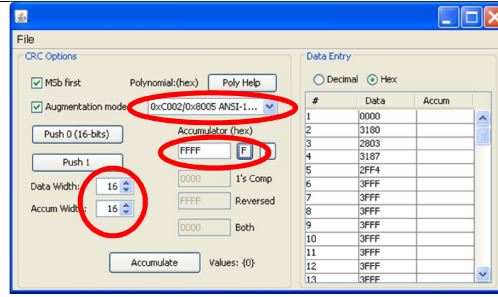 File
CRC Options
MSb first
Polynomial:(hex)
Poly Help
Augmentation mode
0xC002/0x8005 ANSI-1...
Push 0 (16-bits)
Accumulator (hex)
FFFF
F
Push 1
0000
1's Comp
Data Width:
16
FFFF
Reversed
Accum Width:
16
0000
Both
Accumulate
Values: {0}
Data Entry
Decimal
Hex
# Data Accum
1 0000
2 3180
3 2803
4 3187
5 2FF4
6 3FFF
7 3FFF
8 3FFF
9 3FFF
10 3FFF
11 3FFF
12 3FFF
13 3FFF